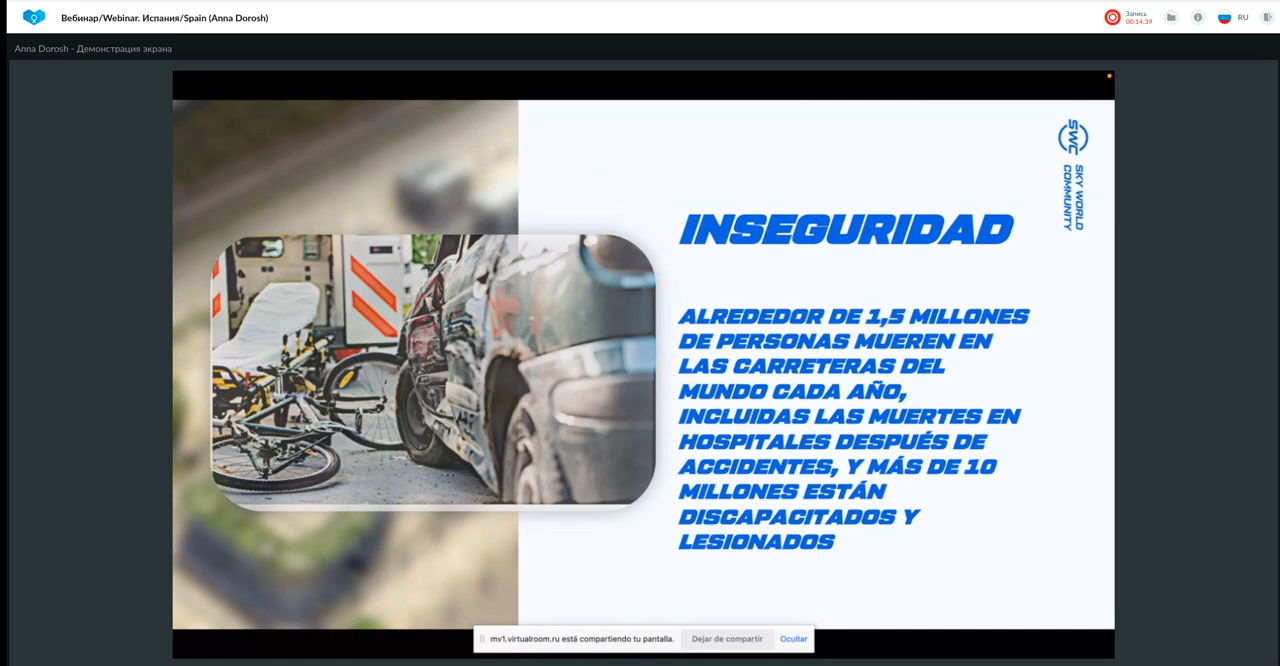 Вебинар/Webinar. Испания/Spain (Anna Dorosh)
Запись
00:14:39
RU
Anna Dorosh - Демонстрация экрана
SWC
SKY WORLD
COMMUNITY
INSEGURIDAD
ALREDEDOR DE 1,5 MILLONES
DE PERSONAS MUEREN EN
LAS CARRETERAS DEL
MUNDO CADA AÑO,
INCLUIDAS LAS MUERTES EN
HOSPITALES DESPUÉS DE
ACCIDENTES, Y MÁS DE 10
MILLONES ESTÁN
DISCAPACITADOS Y
LESIONADOS
mv1.virtualroom.ru está compartiendo tu pantalla.
Dejar de compartir
Ocultar